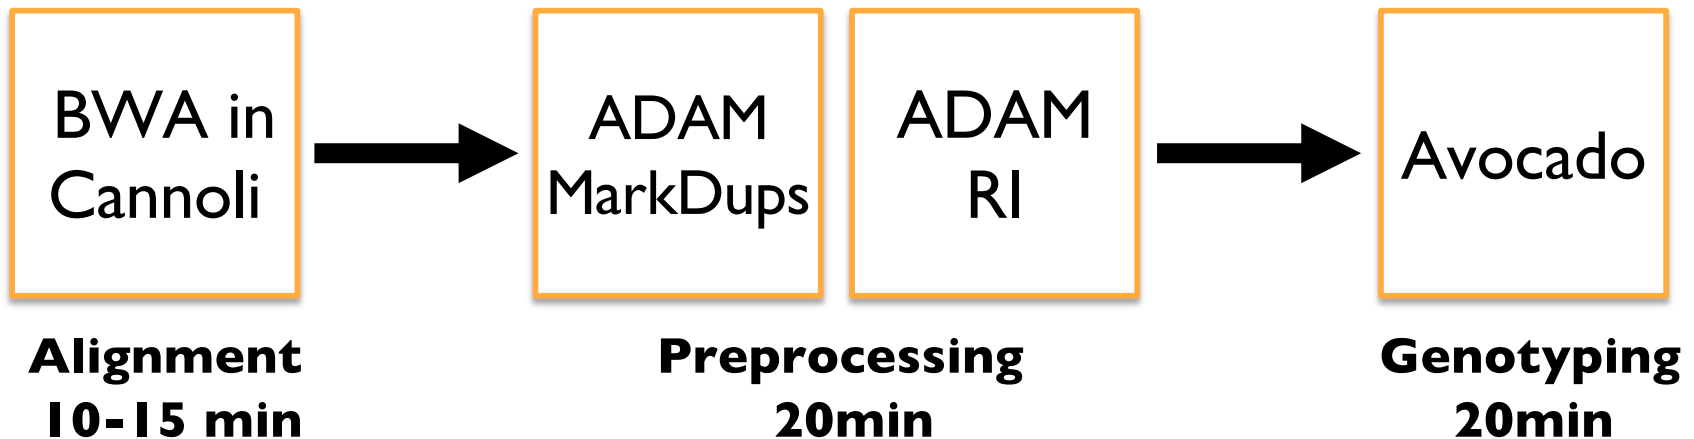 BWA in
Cannoli
ADAM
MarkDups
ADAM
RI
Avocado
Alignment
10-15 min
Preprocessing
20min
Genotyping
20min